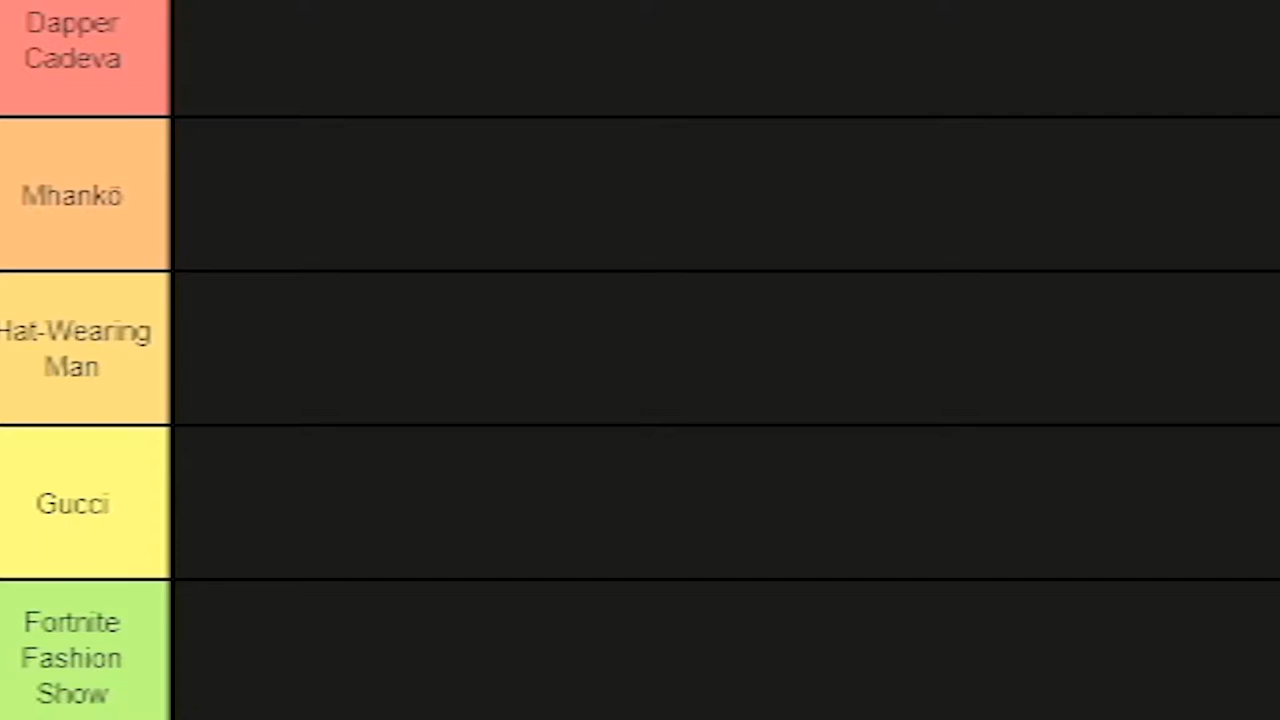 Dapper
Cadeva
Mhankö
Hat-Wearing
Man
Gucci
Fortnite
Fashion
Show